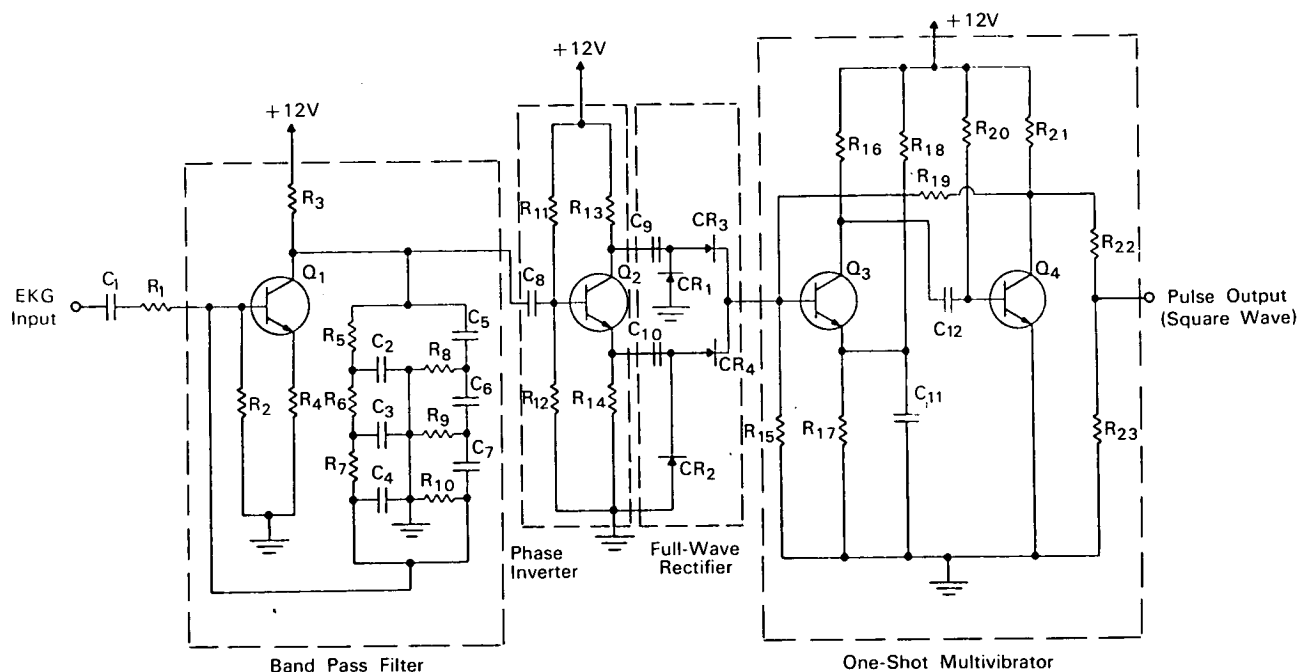 +12V
+12V
+12V
EKG
Input
C1
R1
R3
Q1
R2
R4
R5
R6
R7
C2
C3
C4
R8
R9
R10
C5
C6
C7
C8
R11
R12
R13
R14
Q2
C9
C10
CR3
CR1
CR4
CR2
R15
R16
R17
R18
R19
R20
R21
R22
R23
Q3
Q4
C11
C12
Pulse Output
(Square Wave)
Phase
Inverter
Full-Wave
Rectifier
Band Pass Filter
One-Shot Multivibrator